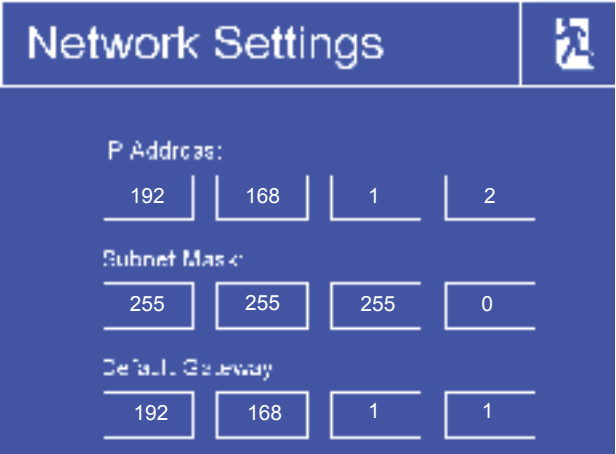 Network Settings
IP Address:
192 168 1 2
Subnet Mask:
255 255 255 0
Default Gateway
192 168 1 1